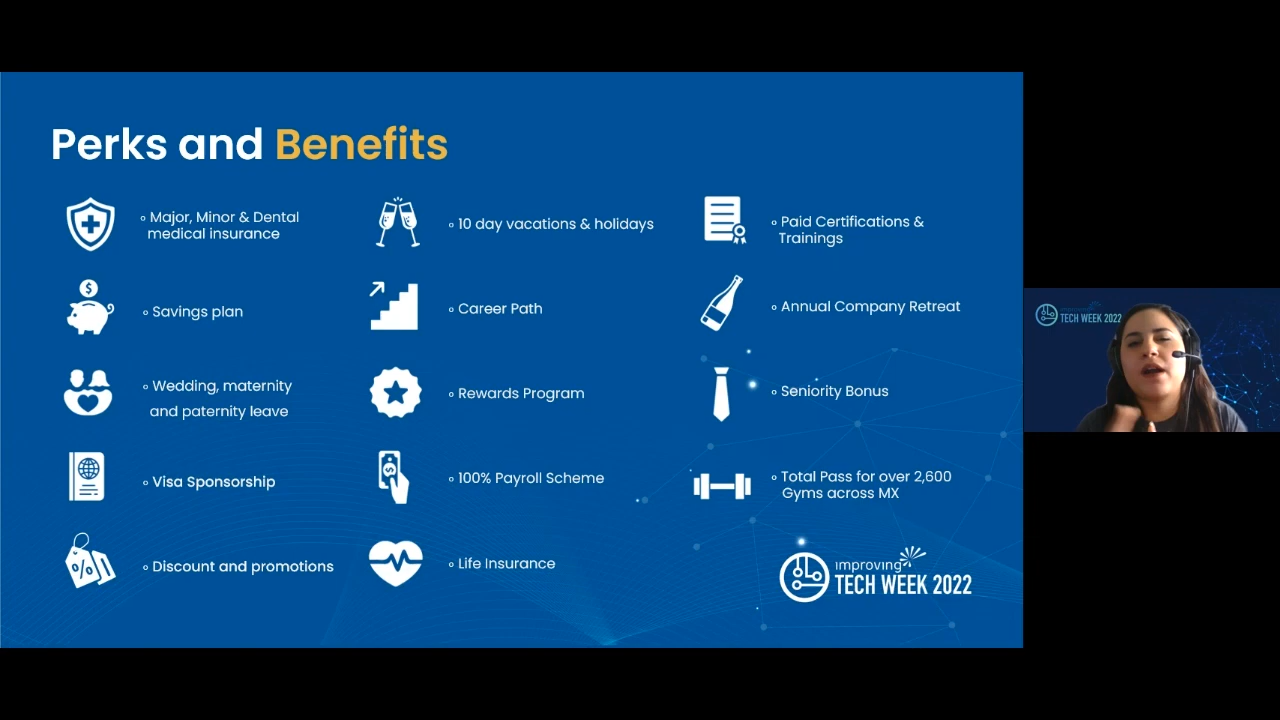 Perks and Benefits
◦ Major, Minor & Dental
medical insurance
◦ Savings plan
◦ Wedding, maternity
and paternity leave
◦ Visa Sponsorship
%
◦ Discount and promotions
◦ 10 day vacations & holidays
◦ Career Path
◦ Rewards Program
$
◦ 100% Payroll Scheme
◦ Life Insurance
◦ Paid Certifications &
Trainings
◦ Annual Company Retreat
◦ Seniority Bonus
◦ Total Pass for over 2,600
Gyms across MX
improving
TECH WEEK 2022
improving
TECH WEEK 2022